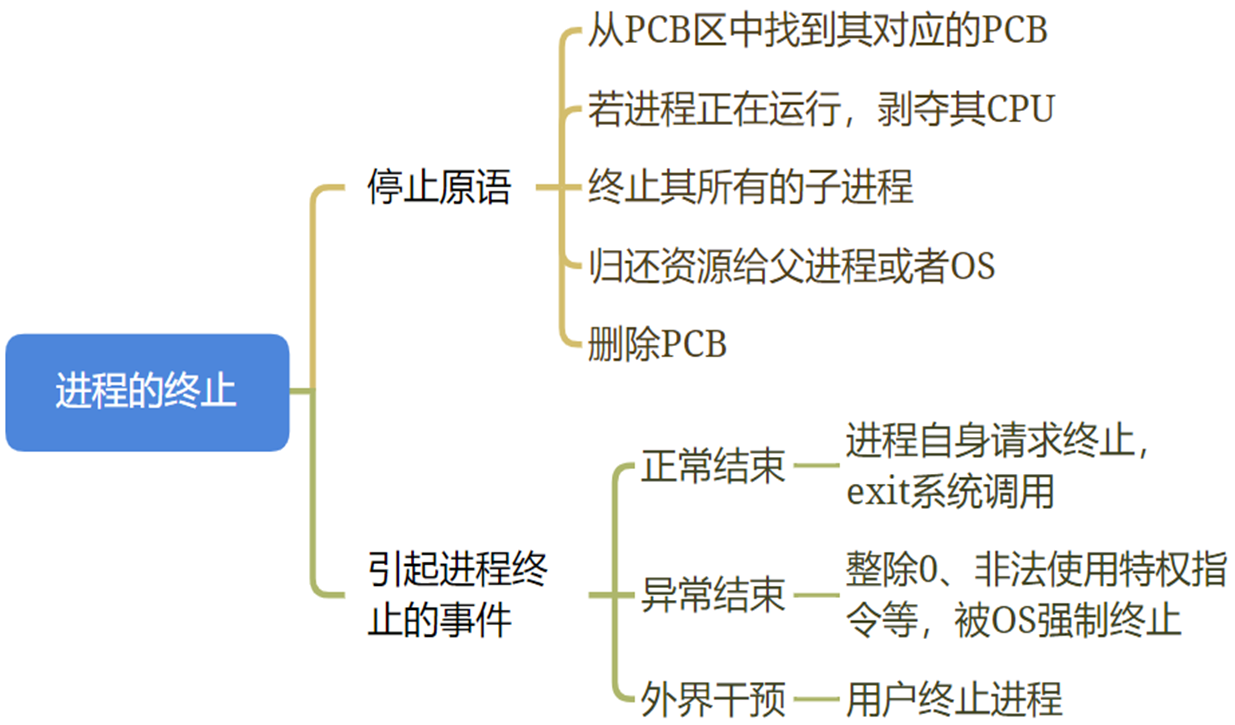 进程的终止
停止原语
从PCB区中找到其对应的PCB
若进程正在运行，剥夺其CPU
终止其所有的子进程
归还资源给父进程或者OS
删除PCB
引起进程终
止的事件
正常结束
进程自身请求终止，
exit系统调用
异常结束
整除0、非法使用特权指
令等，被OS强制终止
外界干预
用户终止进程